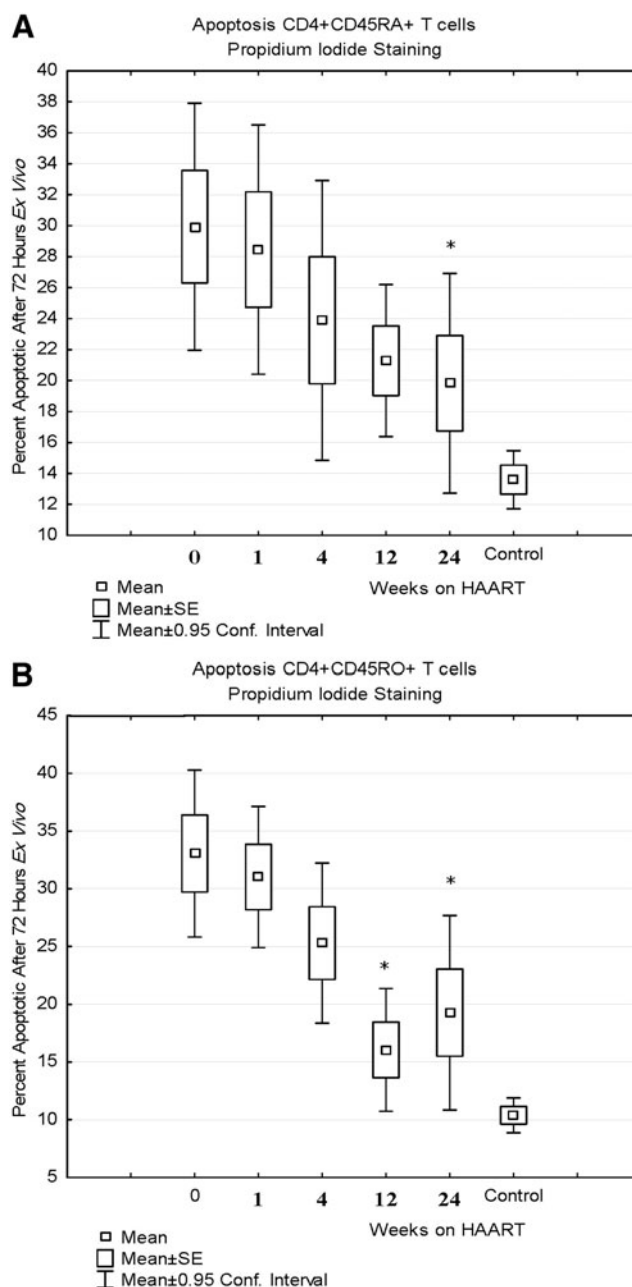 A
Apoptosis CD4+CD45RA+ T cells
Propidium Iodide Staining
Percent Apoptotic After 72 Hours Ex Vivo
40
38
36
34
32
30
28
26
24
22
20
18
16
14
12
10
*
0 1 4 12 24 Control
Weeks on HAART
Mean
Mean±SE
Mean±0.95 Conf. Interval
B
Apoptosis CD4+CD45RO+ T cells
Propidium Iodide Staining
Percent Apoptotic After 72 Hours Ex Vivo
45
40
35
30
25
20
15
10
5
* *
0 1 4 12 24 Control
Weeks on HAART
Mean
Mean±SE
Mean±0.95 Conf. Interval